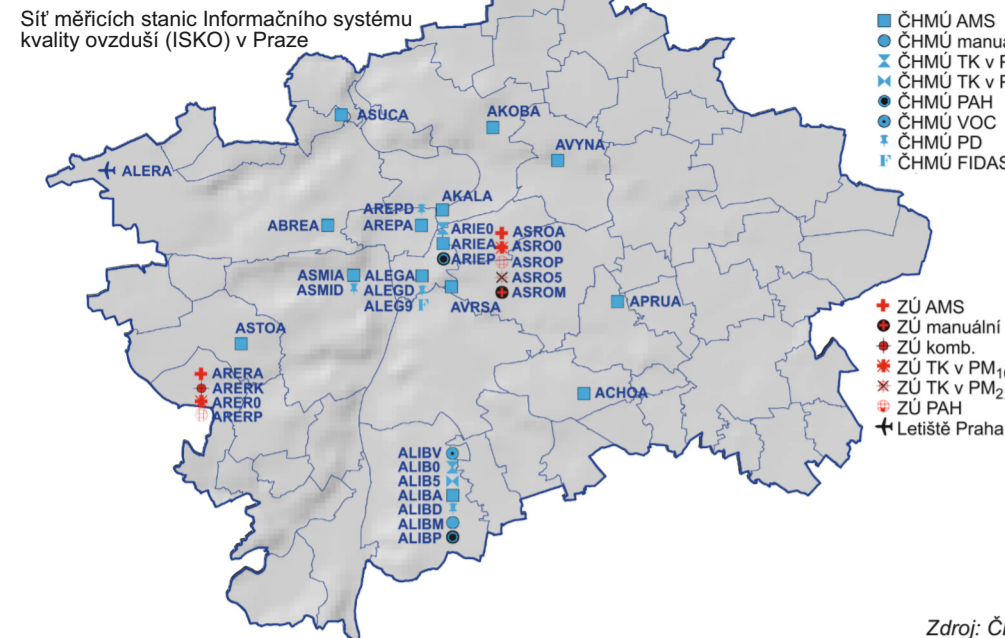 Síť měřicích stanic Informačního systému
kvality ovzduší (ISKO) v Praze
ČHMÚ AMS
ČHMÚ
ČHMÚ TK v
ČHMÚ TK v
ČHMÚ PAH
ČHMÚ VOC
ČHMÚ PD
F ČHMÚ FIDAS
ASUCA
AKOBA
AVYNA
ALERA
AKALA
AREPD
ABREA
AREPA
ARIE0
ARIEA
ARIEP
ASROA
ASRO0
ASROP
ASRO5
ASROM
ASMIA
ASMID
ALEGA
ALEGD
ALEG9 F
AVRSA
APRUA
ASTOA
ARERA
ARERK
ARER0
ARERP
ACHOA
ALIBV
ALIB0
ALIB5
ALIBA
ALIBD
ALIBM
ALIBP
ZÚ AMS
ZÚ manuální
ZÚ komb.
ZÚ TK v PM
ZÚ TK v PM2
ZÚ PAH
Letiště Praha
Zdroj: